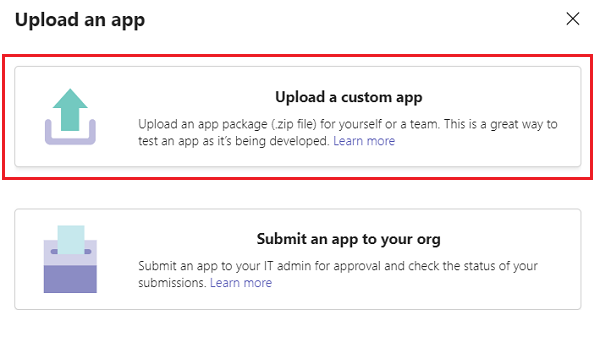 Upload an app
Upload a custom app
Upload an app package (.zip file) for yourself or a team. This is a great way to
test an app as it's being developed. Learn more
Submit an app to your org
Submit an app to your IT admin for approval and check the status of your
submissions. Learn more